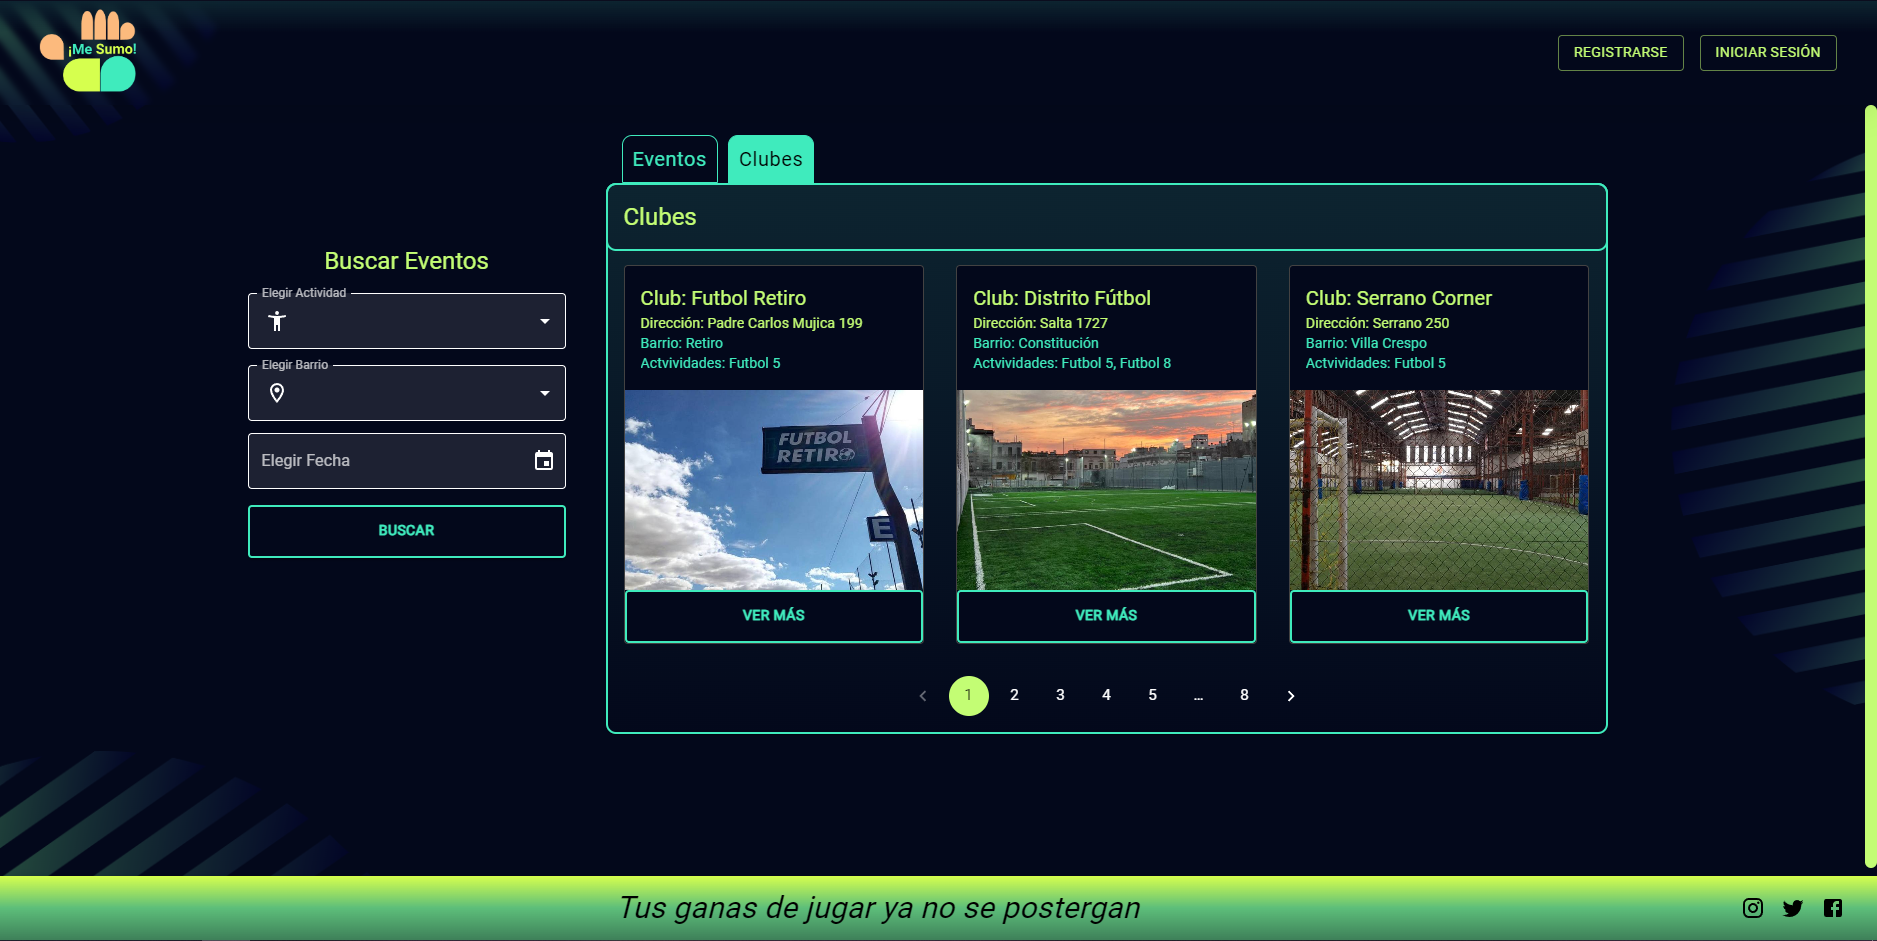 ¡Me Sumo!
REGISTRARSE
INICIAR SESIÓN
Eventos
Clubes
Clubes
Buscar Eventos
Elegir Actividad
Elegir Barrio
Elegir Fecha
BUSCAR
Club: Futbol Retiro
Dirección: Padre Carlos Mujica 199
Barrio: Retiro
Actvividades: Futbol 5
FUTBOL
RETIRO
E
VER MÁS
Club: Distrito Fútbol
Dirección: Salta 1727
Barrio: Constitución
Actvividades: Futbol 5, Futbol 8
VER MÁS
Club: Serrano Corner
Dirección: Serrano 250
Barrio: Villa Crespo
Actvividades: Futbol 5
VER MÁS
1 2 3 4 5 ... 8
Tus ganas de jugar ya no se postergan